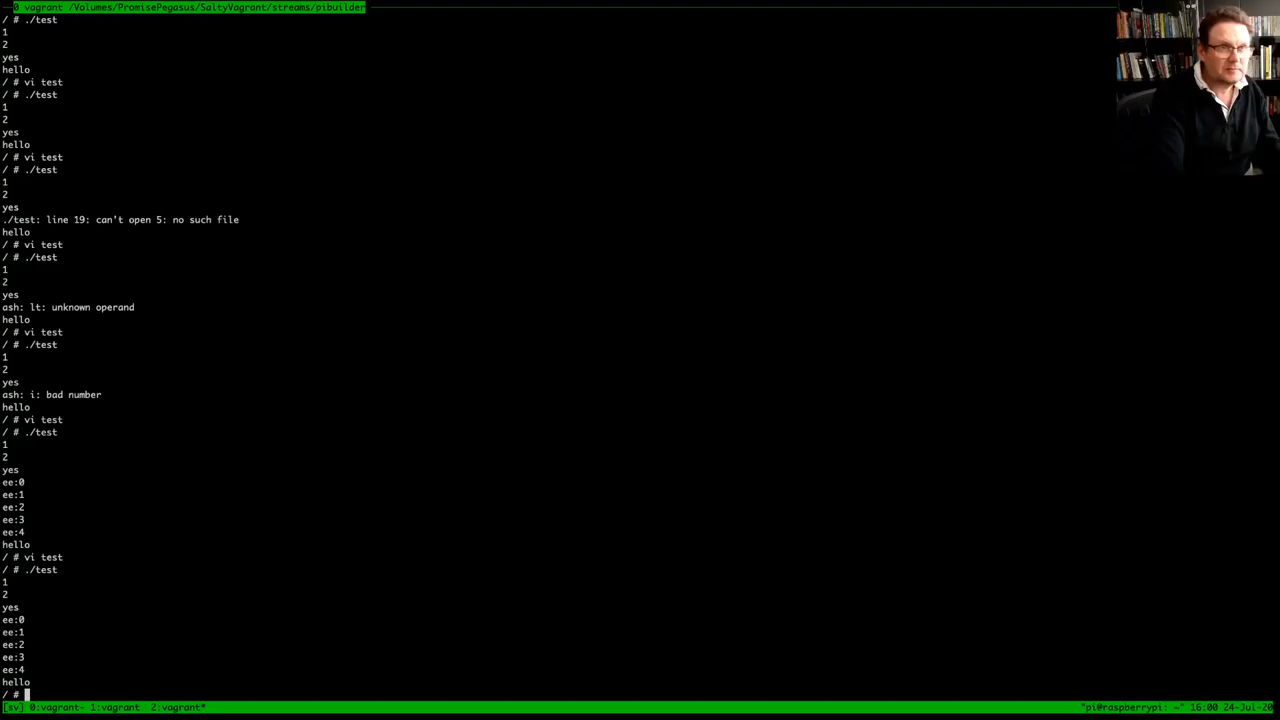 0 vagrant /Volumes/PromisePegasus/SaltyVagrant/streams/pibuilder
/ # ./test
1
2
yes
hello
/ # vi test
/ # ./test
1
2
yes
hello
/ # vi test
/ # ./test
1
2
yes
./test: line 19: can't open 5: no such file
hello
/ # vi test
/ # ./test
1
2
yes
ash: lt: unknown operand
hello
/ # vi test
/ # ./test
1
2
yes
ash: i: bad number
hello
/ # vi test
/ # ./test
1
2
yes
ee:0
ee:1
ee:2
ee:3
ee:4
hello
/ # vi test
/ # ./test
1
2
yes
ee:0
ee:1
ee:2
ee:3
ee:4
hello
/ #
[sv] 0:vagrant- 1:vagrant 2:vagrant* "pi@raspberrypi: ~" 16:00 24-Jul-20